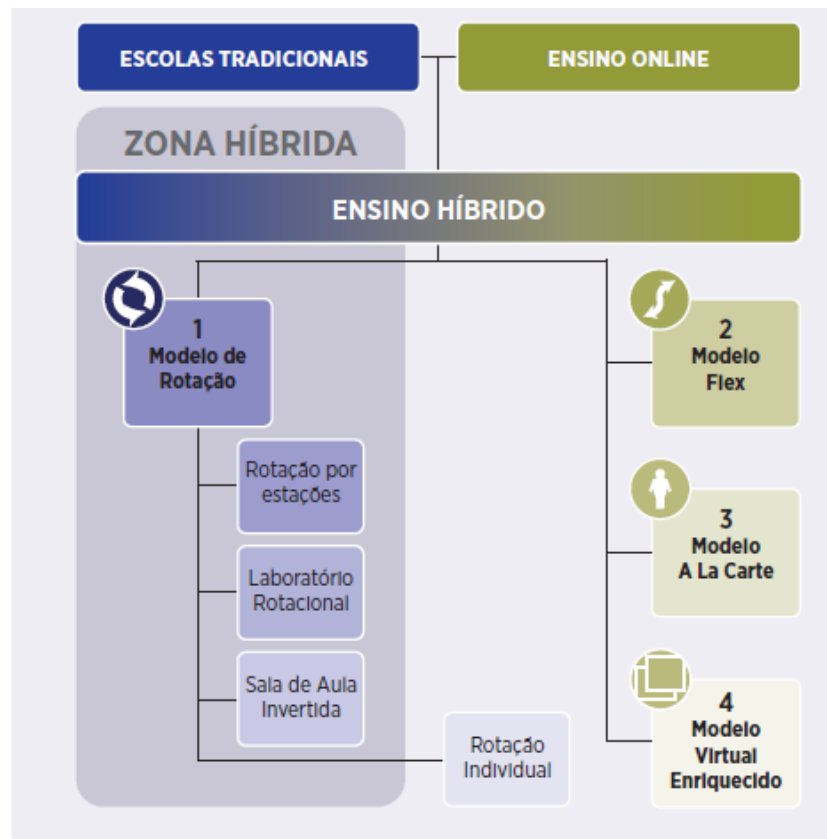 ESCOLAS TRADICIONAIS
ENSINO ONLINE
ZONA HÍBRIDA
ENSINO HÍBRIDO
1
Modelo de
Rotação
Rotação por
estações
Laboratório
Rotacional
Sala de Aula
Invertida
Rotação
Individual
2
Modelo
Flex
3
Modelo
A La Carte
4
Modelo
Virtual
Enriquecido